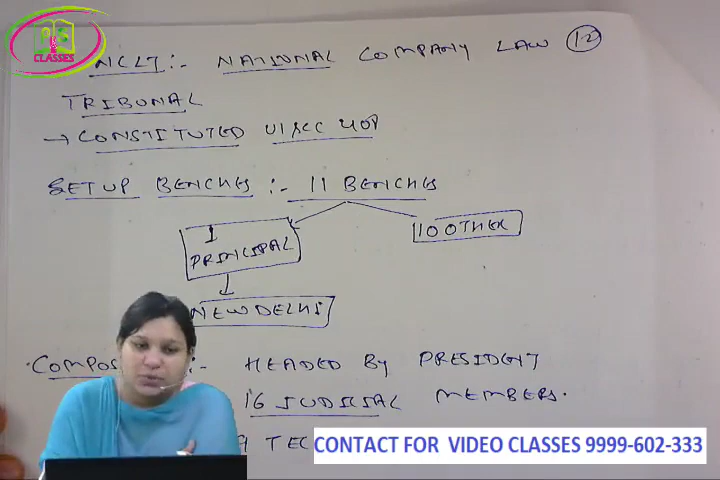 CLASSES
NCLT :- NATIONAL COMPANY LAW 12
TRIBUNAL
→ CONSTITUTED U/SEC 408
SETUP BENCHES :- 11 BENCHES
1 PRINCIPAL
10 OTHER
NEW DELHI
:- HEADED BY PRESIDENT
16 JUDICIAL MEMBERS.
CONTACT FOR VIDEO CLASSES 9999-602-333